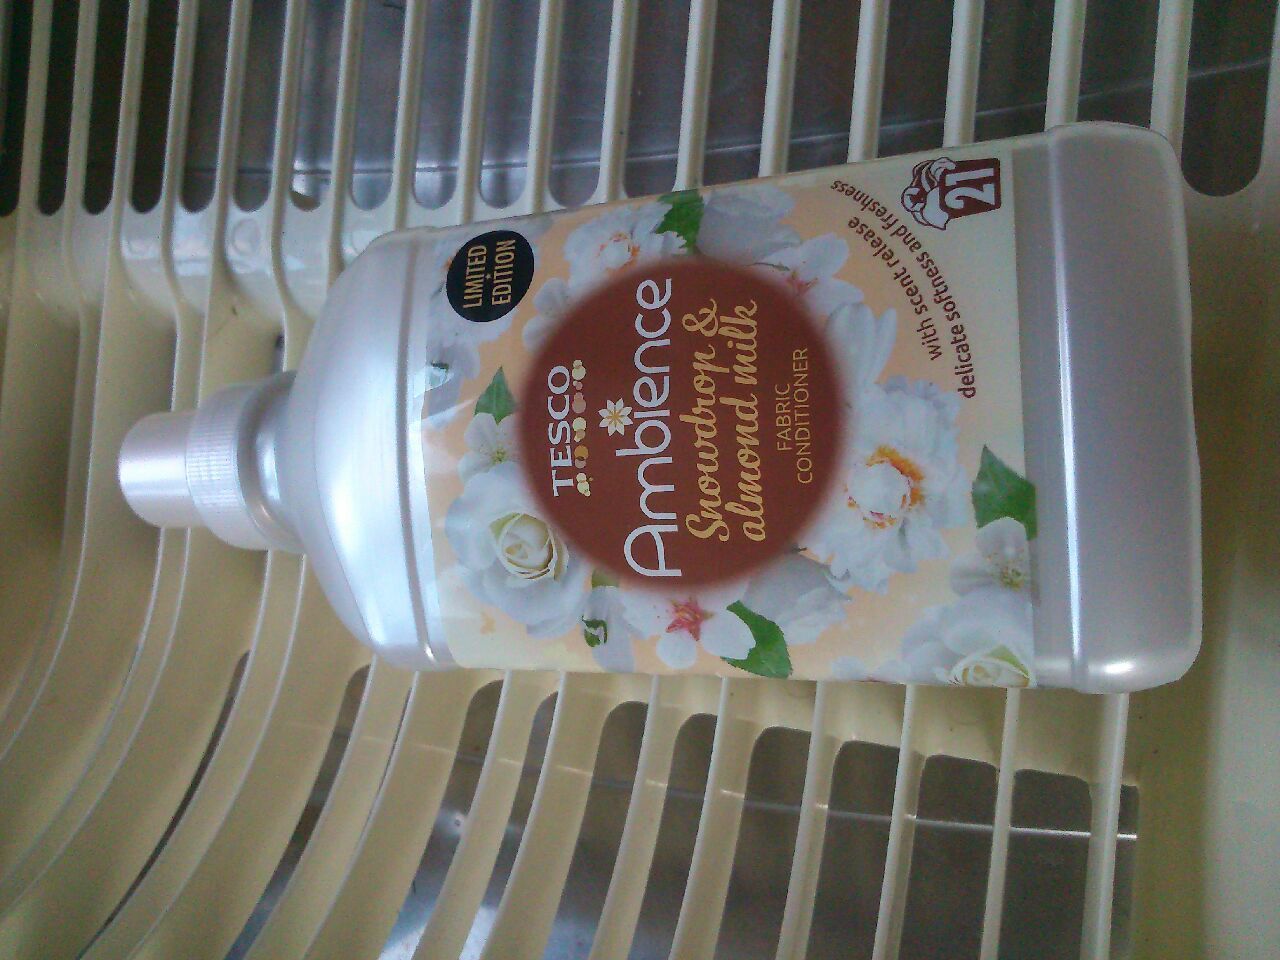 LIMITED
EDITION
TESCO
Ambience
Snowdrop &
almond milk
FABRIC
CONDITIONER
With scent release
delicate softness and freshness
21